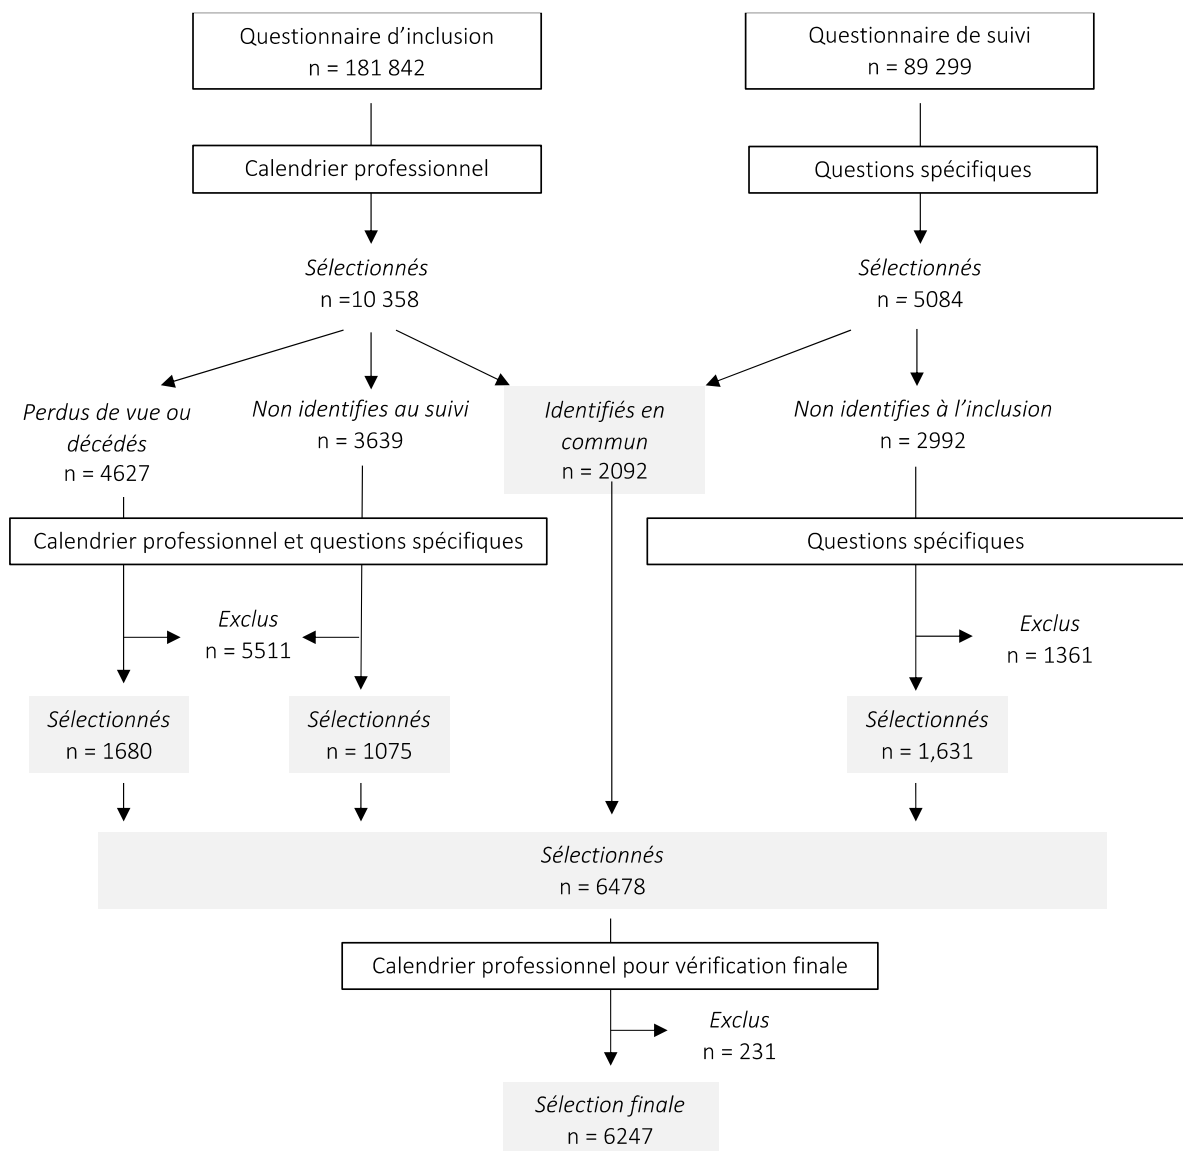 Questionnaire d’inclusion
n = 181 842
Questionnaire de suivi
n = 89 299
Calendrier professionnel
Questions spécifiques
Sélectionnés
n =10 358
Sélectionnés
n = 5084
Perdus de vue ou
décédés
n = 4627
Non identifies au suivi
n = 3639
Identifiés en
commun
n = 2092
Non identifies à l’inclusion
n = 2992
Calendrier professionnel et questions spécifiques
Questions spécifiques
Exclus
n = 5511
Exclus
n = 1361
Sélectionnés
n = 1680
Sélectionnés
n = 1075
Sélectionnés
n = 1,631
Sélectionnés
n = 6478
Calendrier professionnel pour vérification finale
Exclus
n = 231
Sélection finale
n = 6247